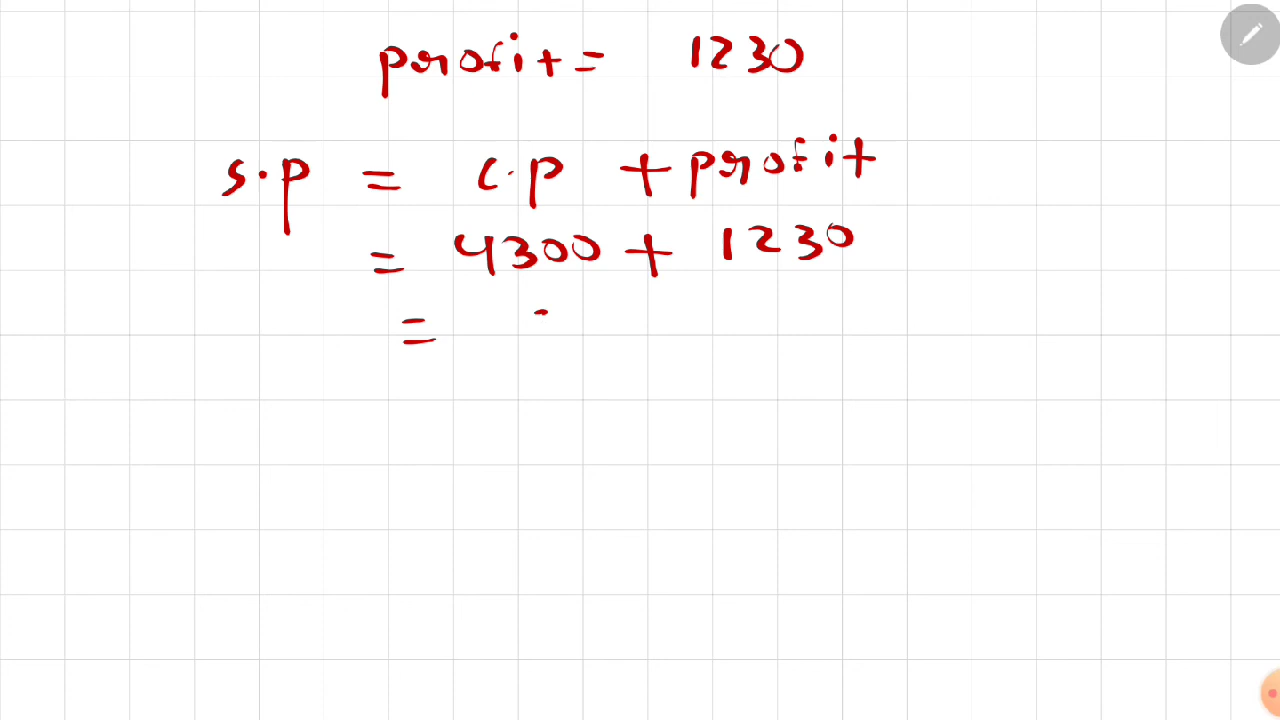 profit = 1230
s.p = c.p + profit
= 4300 + 1230
=